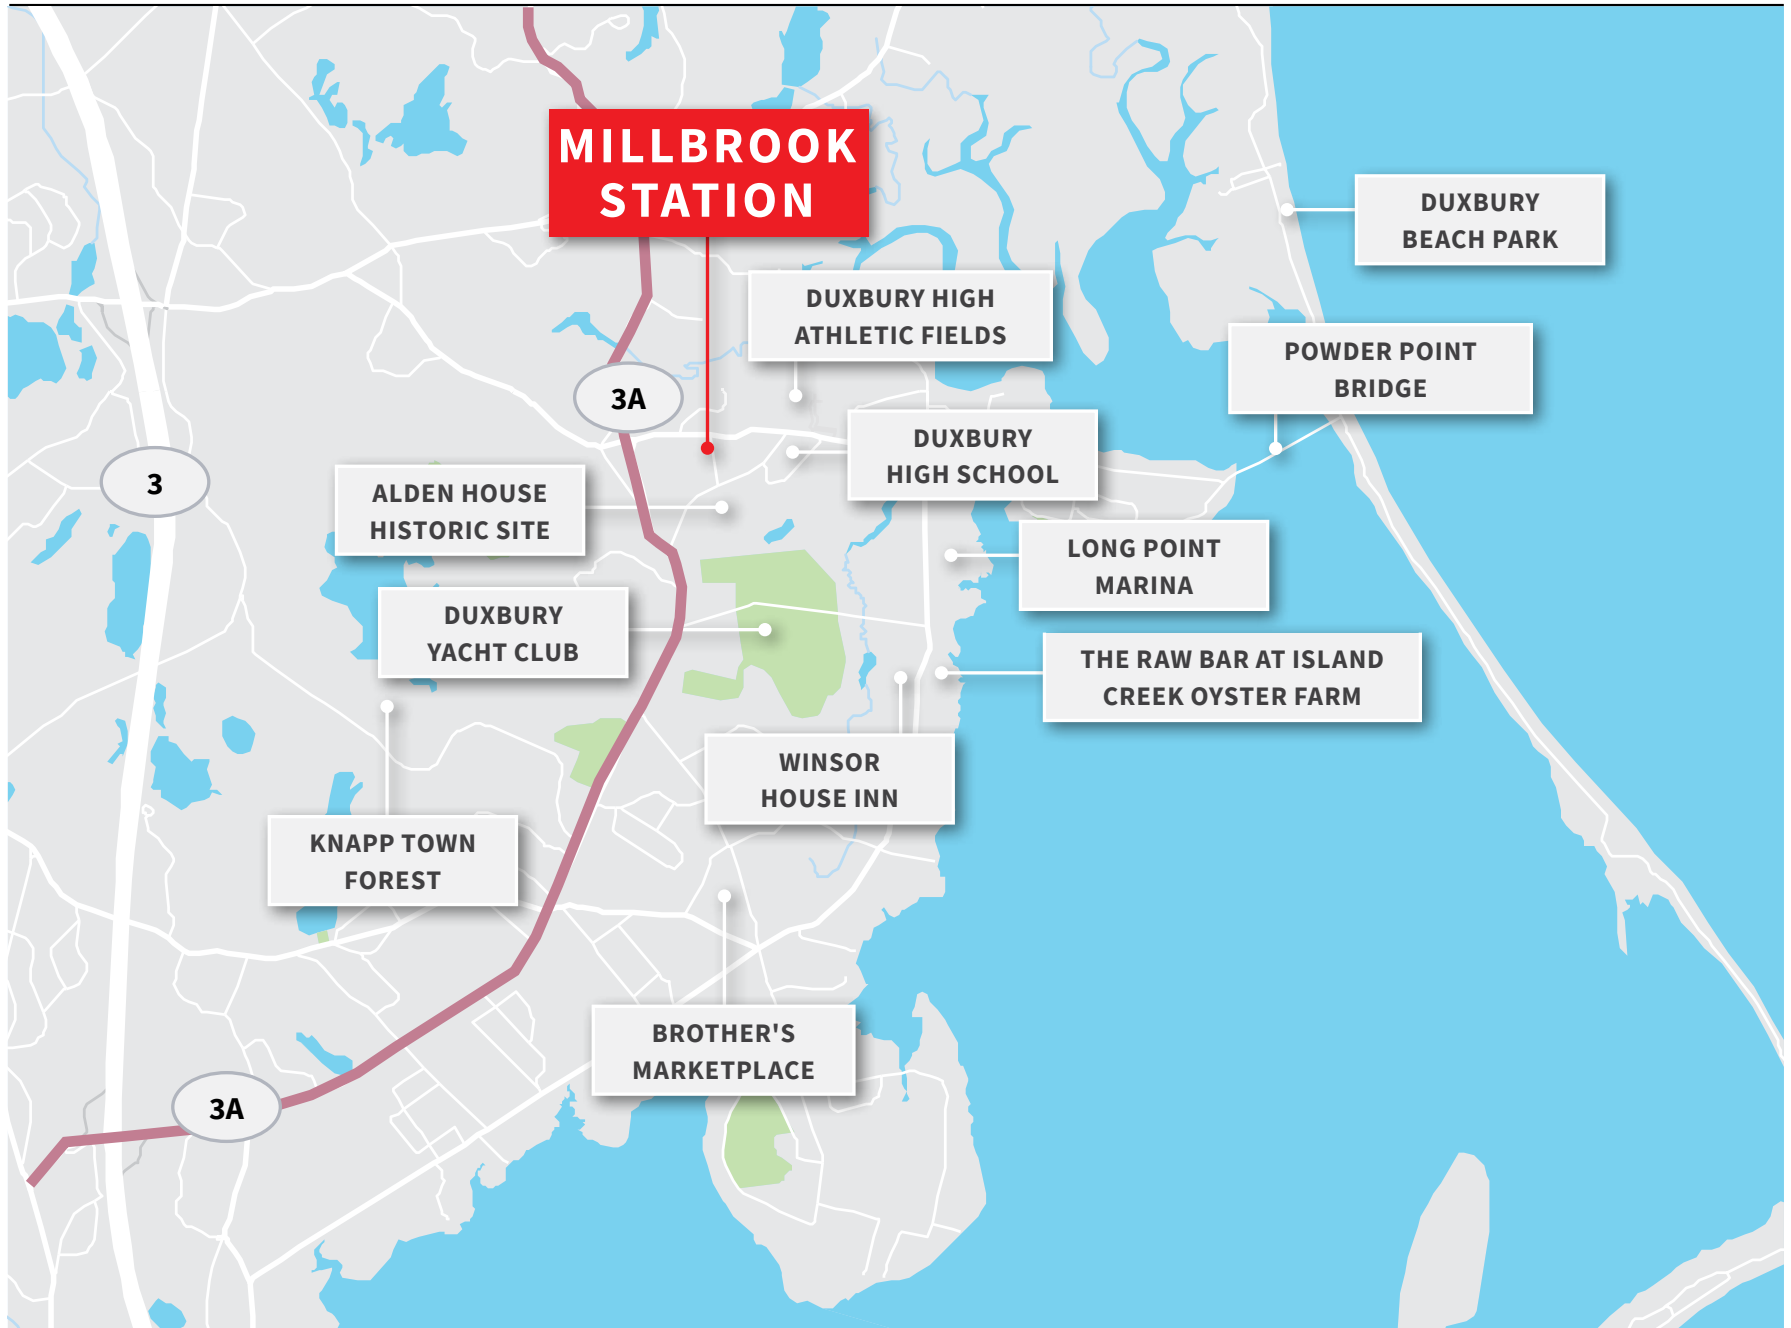 MILLBROOK
STATION
DUXBURY
BEACH PARK
DUXBURY HIGH
ATHLETIC FIELDS
POWDER POINT
BRIDGE
3A
DUXBURY
HIGH SCHOOL
3
ALDEN HOUSE
HISTORIC SITE
LONG POINT
MARINA
DUXBURY
YACHT CLUB
THE RAW BAR AT ISLAND
CREEK OYSTER FARM
WINSOR
HOUSE INN
KNAPP TOWN
FOREST
BROTHER'S
MARKETPLACE
3A